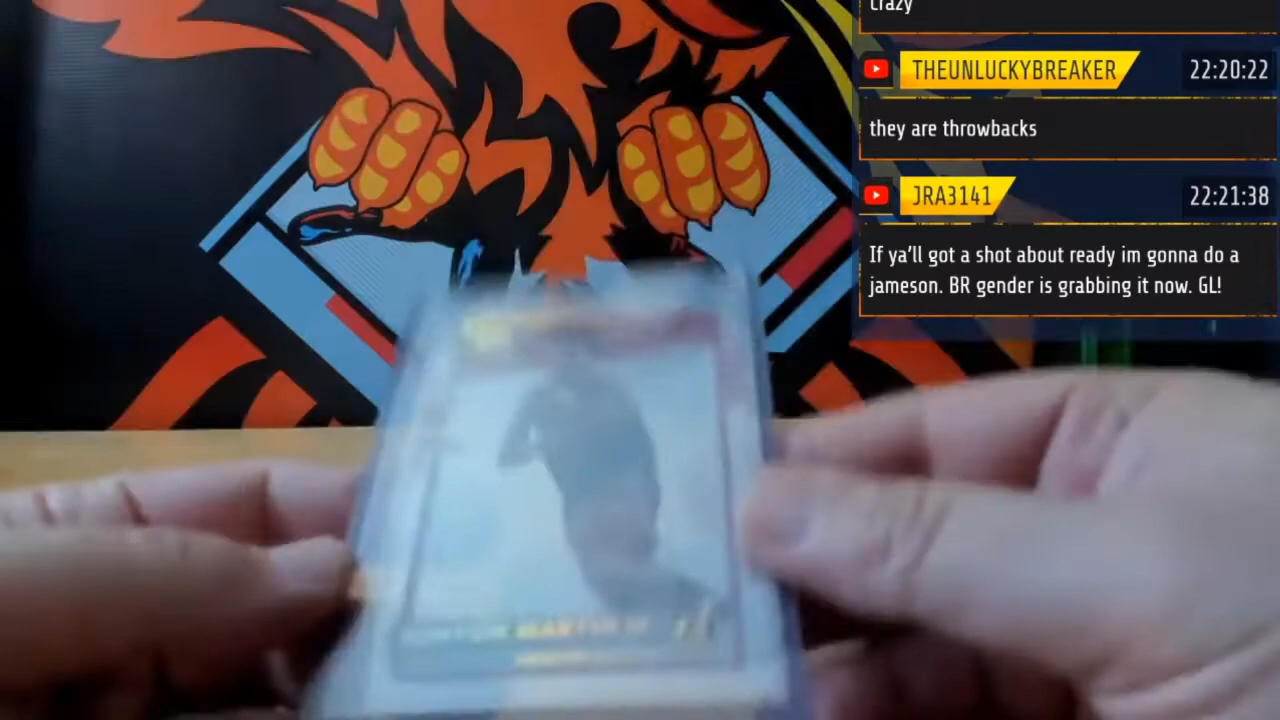 crazy
THEUNLUCKYBREAKER 22:20:22
they are throwbacks
JRA3141 22:21:38
If ya'll got a shot about ready im gonna do a
jameson. BR gender is grabbing it now. GL!